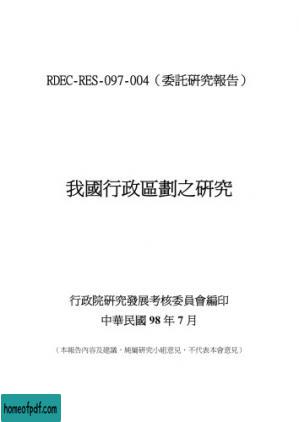 RDEC-RES-097-004（委託研究報告）
我國行政區劃之研究
行政院研究發展考核委員會編印
中華民國 98 年 7 月
（本報告內容及建議，純屬研究小組意見，不代表本會意見）
homeofpdf.com